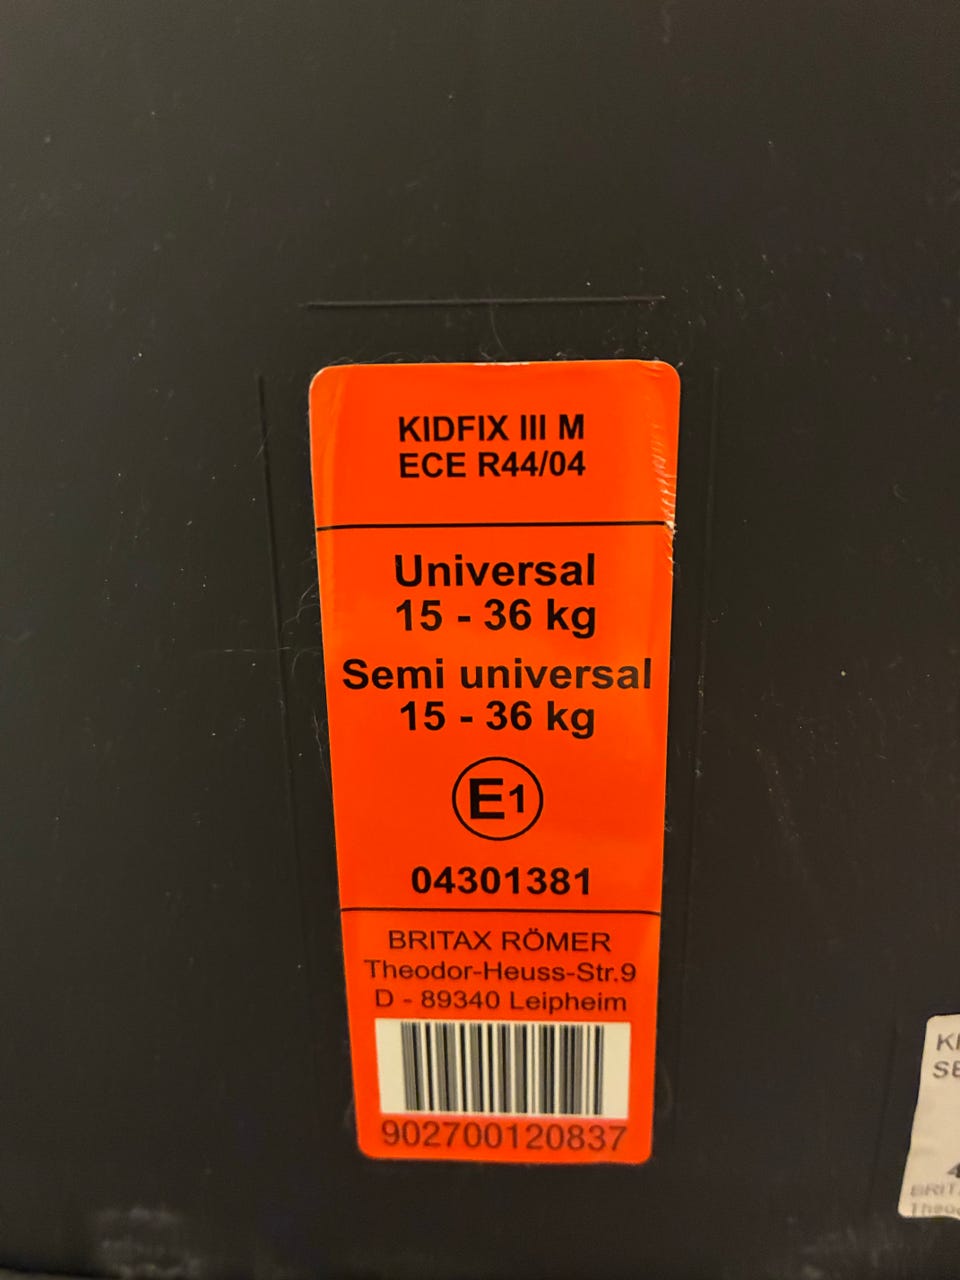 KIDFIX III M
ECE R44/04
Universal
15 - 36 kg
Semi universal
15 - 36 kg
E1
04301381
BRITAX RÖMER
Theodor-Heuss-Str.9
D - 89340 Leipheim
902700120837